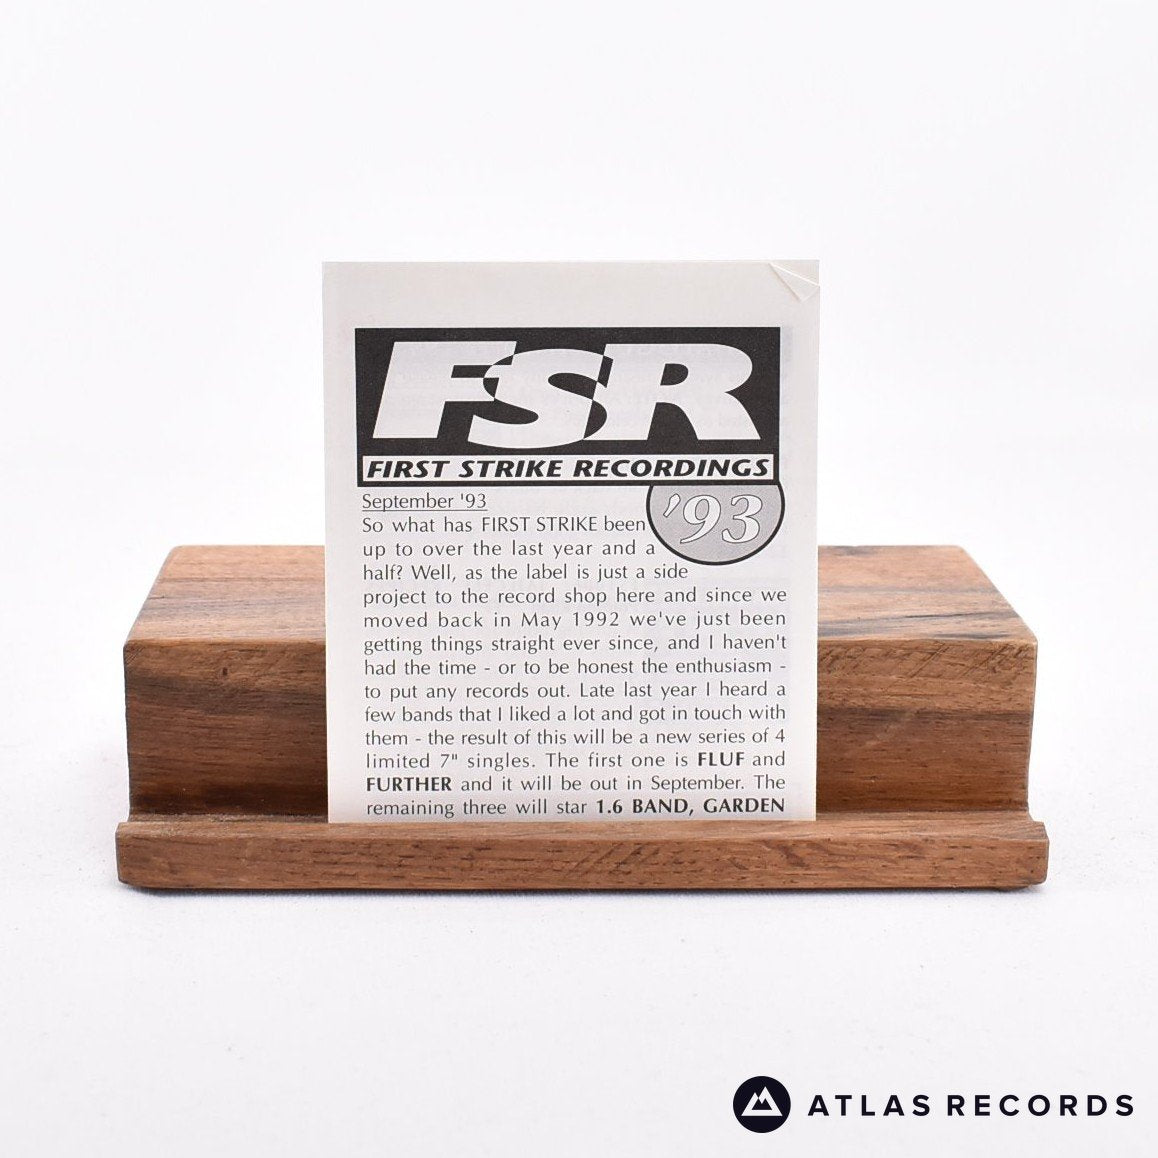 FSR
FIRST STRIKE RECORDINGS
'93
September '93
So what has FIRST STRIKE been
up to over the last year and a
half? Well, as the label is just a side
project to the record shop here and since we
moved back in May 1992 we've just been
getting things straight ever since, and I haven't
had the time - or to be honest the enthusiasm -
to put any records out. Late last year I heard a
few bands that I liked a lot and got in touch with
them - the result of this will be a new series of 4
limited 7" singles. The first one is FLUF and
FURTHER and it will be out in September. The
remaining three will star 1.6 BAND, GARDEN
ATLAS RECORDS